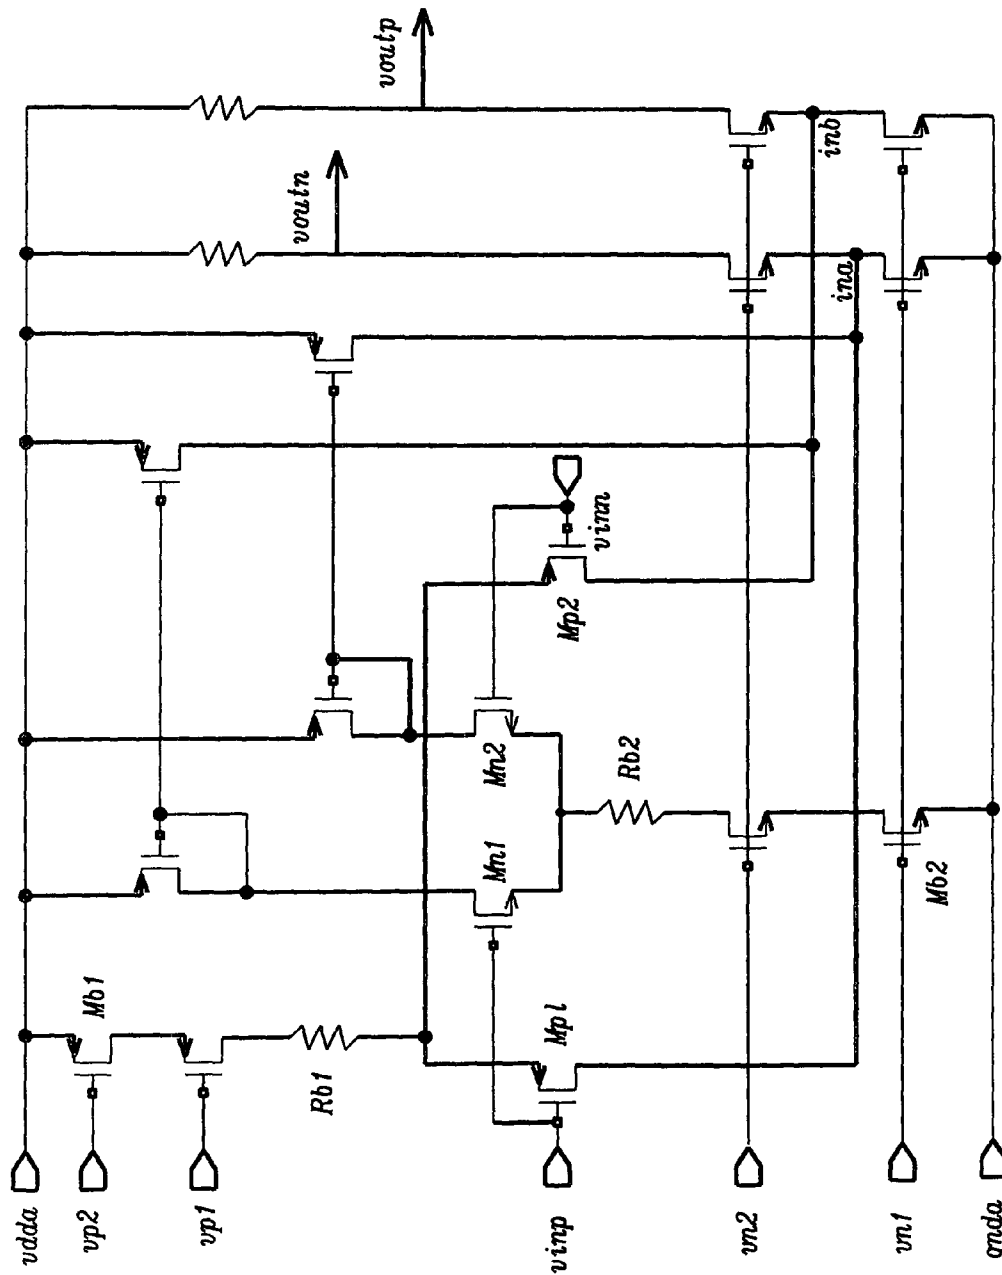 vdda
vp2
vp1
vinp
vn2
vn1
gnda
Mb1
Rb1
Mp1
Mn1
Mn2
Rb2
Mb2
Mp2
vinn
ina
inb
voutn
voutp